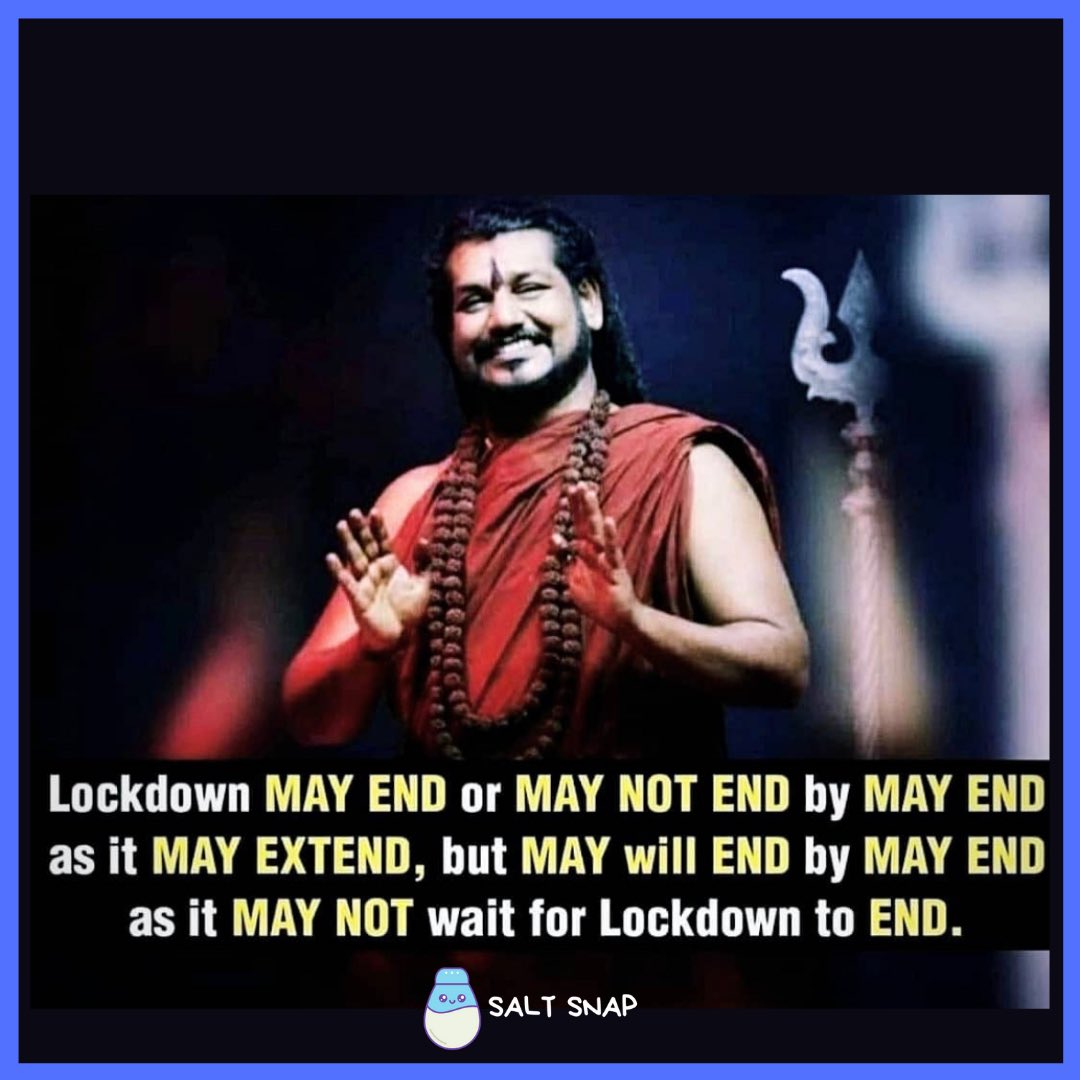 Lockdown MAY END or MAY NOT END by MAY END
as it MAY EXTEND, but MAY will END by MAY END
as it MAY NOT wait for Lockdown to END.
SALT SNAP